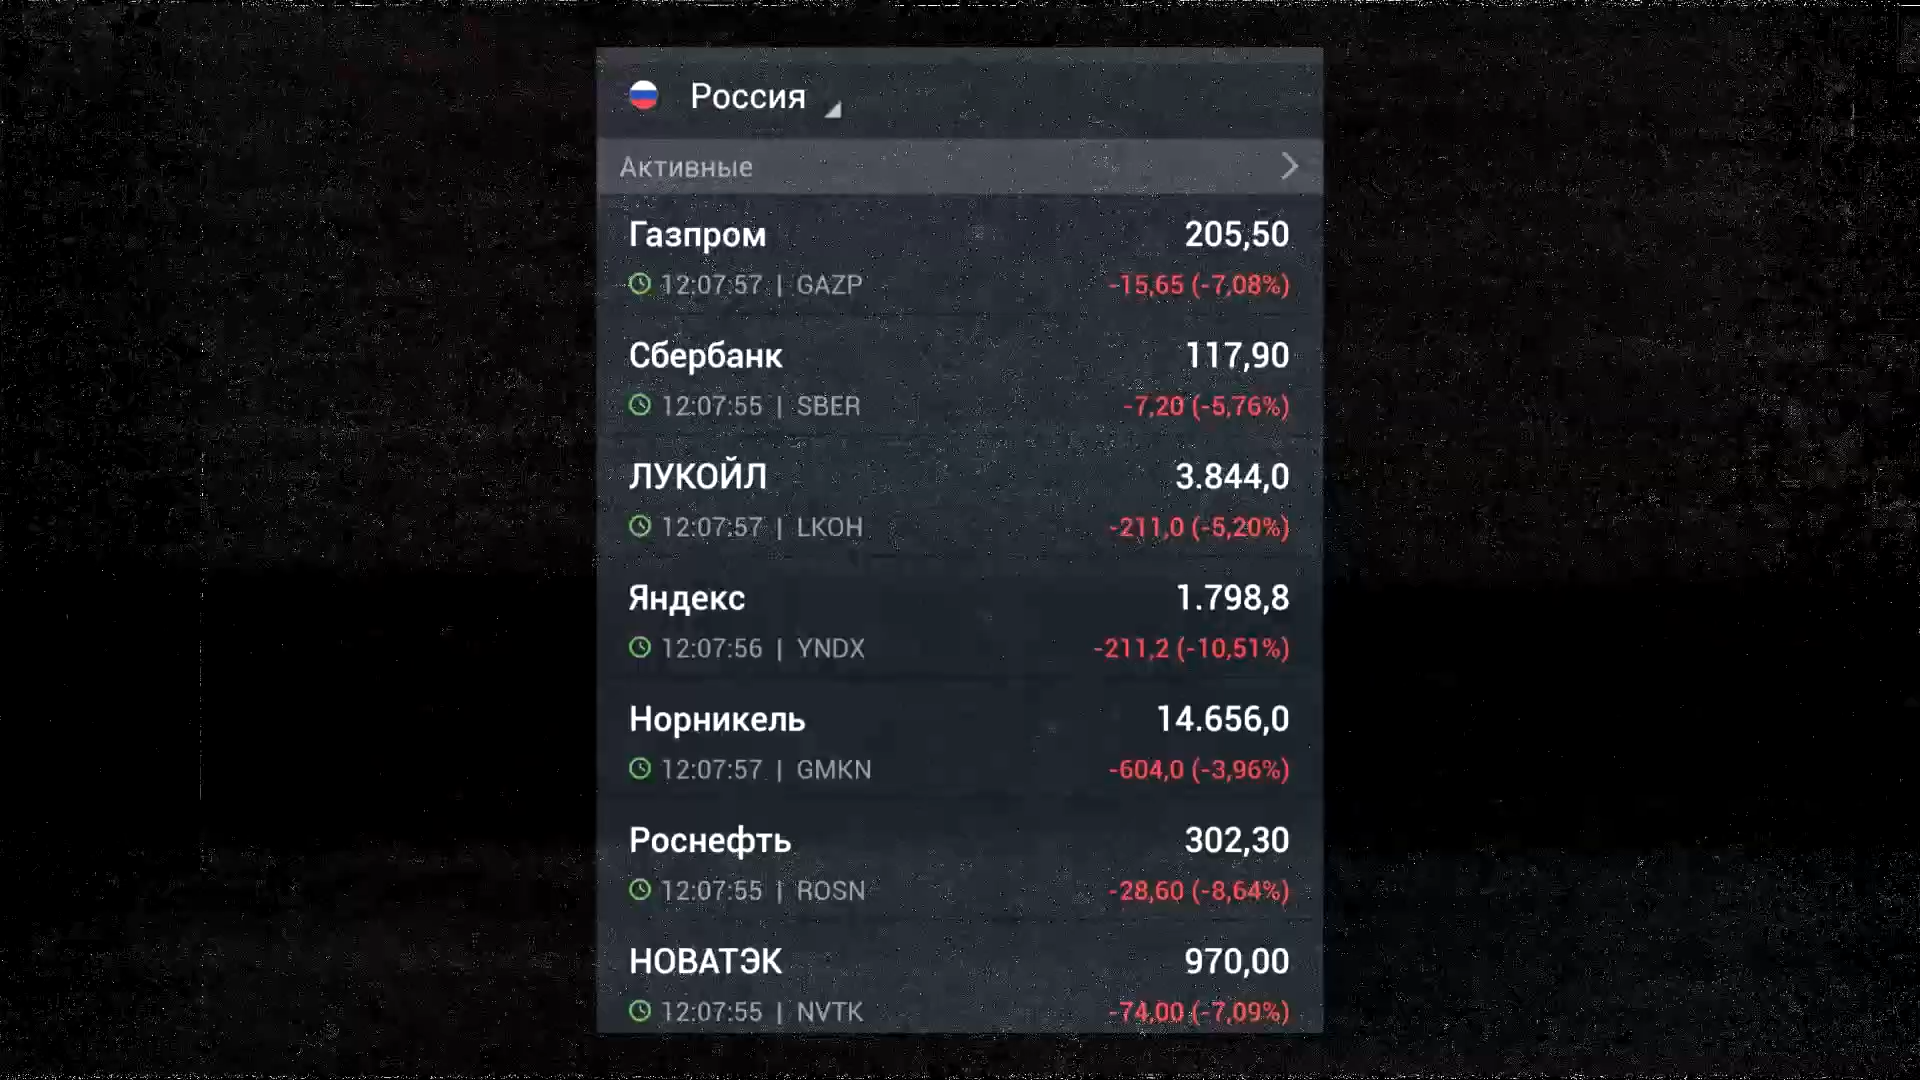 Россия
Активные
Газпром 205,50
12:07:57 | GAZP -15,65 (-7,08%)
Сбербанк 117,90
12:07:55 | SBER -7,20 (-5,76%)
ЛУКОЙЛ 3.844,0
12:07:57 | LKOH -211,0 (-5,20%)
Яндекс 1.798,8
12:07:56 | YNDX -211,2 (-10,51%)
Норникель 14.656,0
12:07:57 | GMKN -604,0 (-3,96%)
Роснефть 302,30
12:07:55 | ROSN -28,60 (-8,64%)
НОВАТЭК 970,00
12:07:55 | NVTK -74,00 (-7,09%)